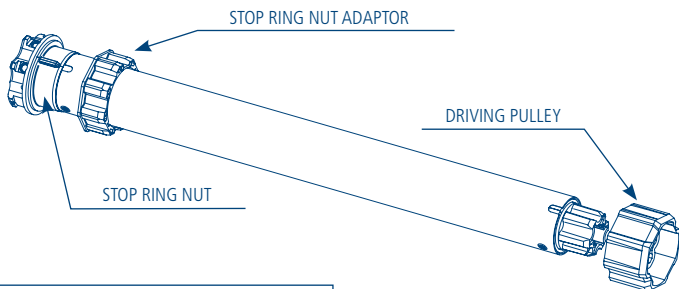 STOP RING NUT ADAPTOR
DRIVING PULLEY
STOP RING NUT